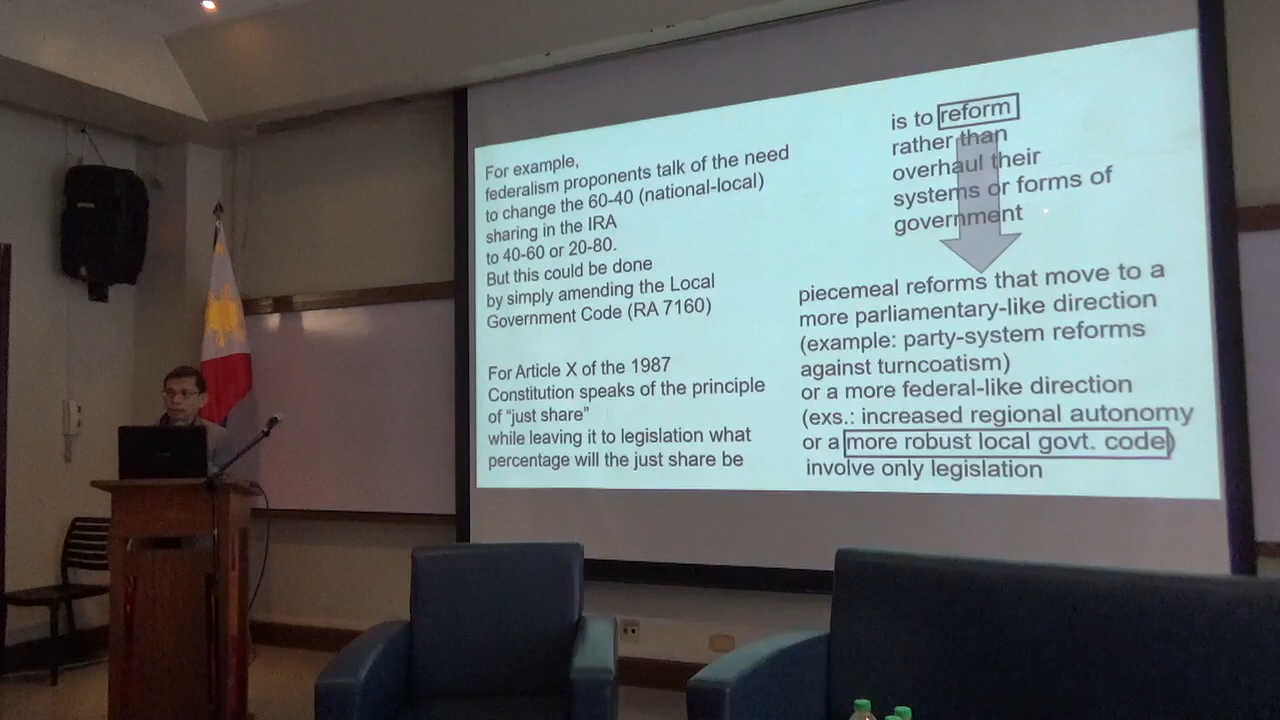 For example,
federalism proponents talk of the need
to change the 60-40 (national-local)
sharing in the IRA
to 40-60 or 20-80.
But this could be done
by simply amending the Local
Government Code (RA 7160)
For Article X of the 1987
Constitution speaks of the principle
of “just share”
while leaving it to legislation what
percentage will the just share be
is to reform
rather than
overhaul their
systems or forms of
government
piecemeal reforms that move to a
more parliamentary-like direction
(example: party-system reforms
against turncoatism)
or a more federal-like direction
(exs.: increased regional autonomy
or a more robust local govt. code)
involve only legislation